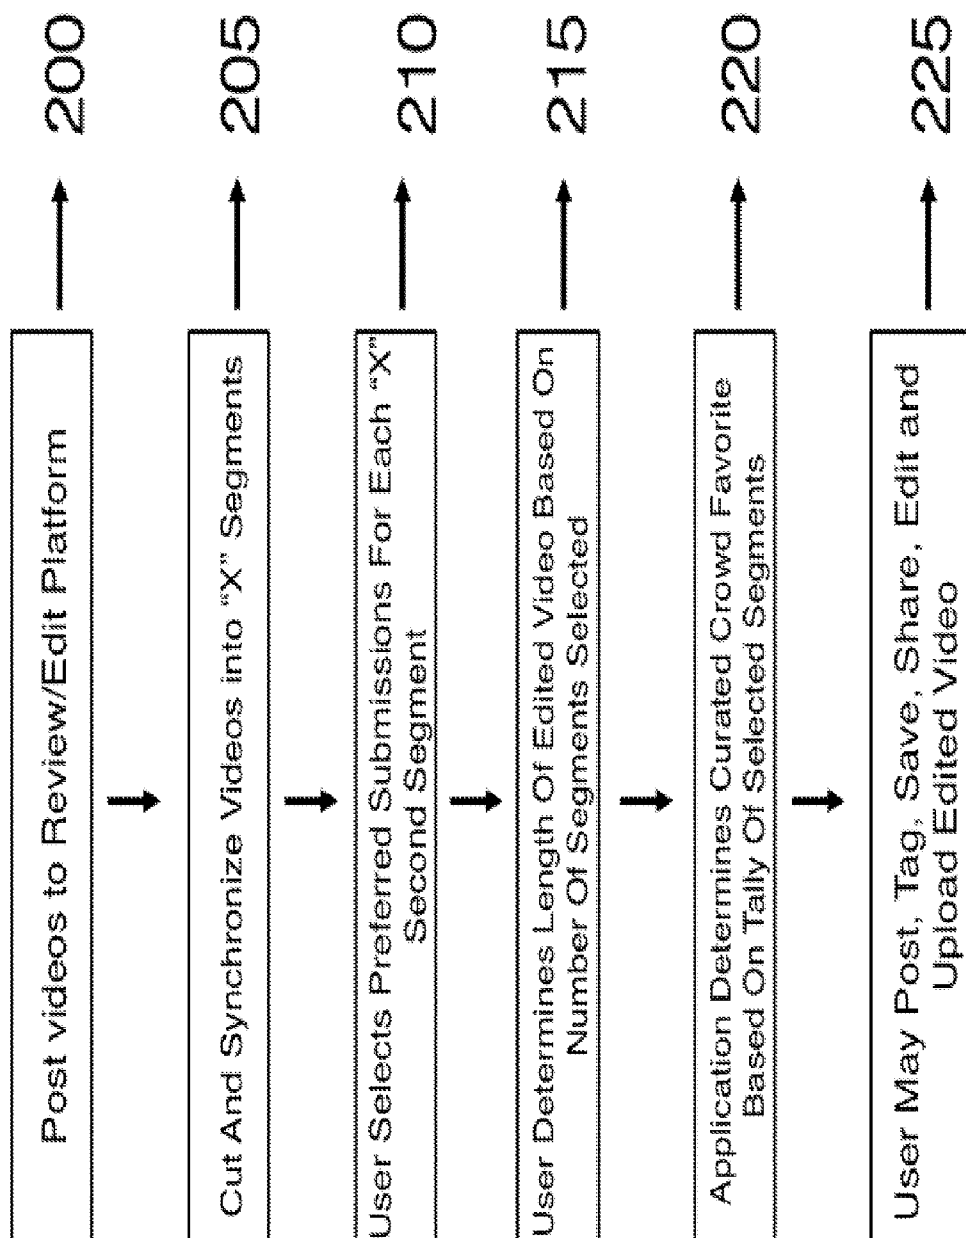 Post videos to Review/Edit Platform
200
Cut And Synchronize Videos into “X” Segments
205
User Selects Preferred Submissions For Each “X”
Second Segment
210
User Determines Length Of Edited Video Based On
Number Of Segments Selected
215
Application Determines Curated Crowd Favorite
Based On Tally Of Selected Segments
220
User May Post, Tag, Save, Share, Edit and
Upload Edited Video
225